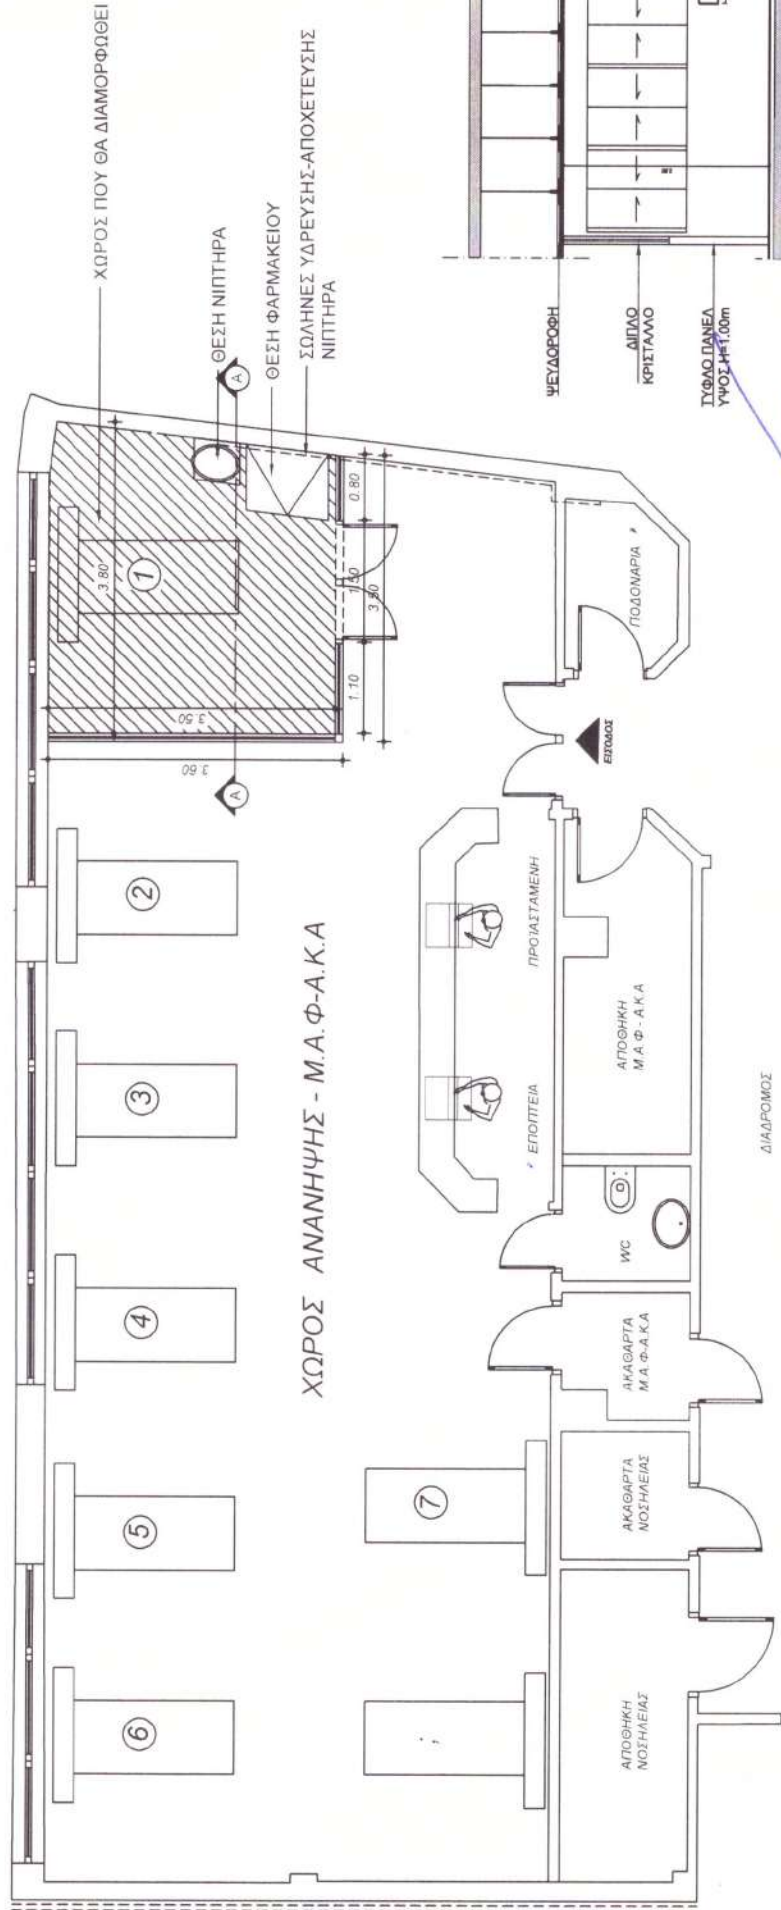 ΧΩΡΟΣ ΠΟΥ ΘΑ ΔΙΑΜΟΡΦΩΘΕΙ
ΘΕΣΗ ΝΙΠΤΗΡΑ
ΘΕΣΗ ΦΑΡΜΑΚΕΙΟΥ
ΣΩΛΗΝΕΣ ΥΔΡΕΥΣΗΣ-ΑΠΟΧΕΤΕΥΣΗΣ
ΝΙΠΤΗΡΑ
ΨΕΥΔΟΡΟΦΗ
ΔΙΠΛΟ
ΚΡΙΣΤΑΛΛΟ
ΤΥΦΛΟ ΠΑΝΕΛ
ΥΨΟΣ Η=1.00m
6
5
4
3
2
1
3.80
3.50
3.60
A
A
1.10
1.50
0.80
3.50
7
ΧΩΡΟΣ ΑΝΑΝΗΨΗΣ - Μ.Α.Φ-Α.Κ.Α
ΕΠΟΠΤΕΙΑ
ΠΡΟΪΑΣΤΑΜΕΝΗ
ΕΙΣΟΔΟΣ
ΠΟΔΟΝΑΡΙΑ
ΑΠΟΘΗΚΗ
ΝΟΣΗΛΕΙΑΣ
ΑΚΑΘΑΡΤΑ
ΝΟΣΗΛΕΙΑΣ
ΑΚΑΘΑΡΤΑ
Μ.Α.Φ-Α.Κ.Α
WC
ΑΠΟΘΗΚΗ
Μ.Α.Φ - Α.Κ.Α
ΔΙΑΔΡΟΜΟΣ